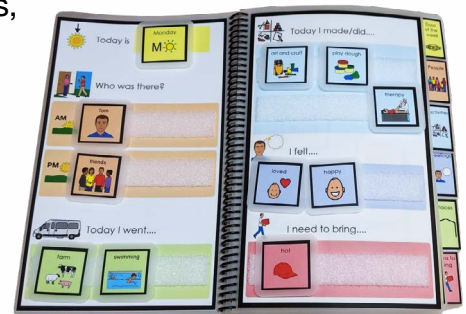 s,
Today is
Monday
M
Who was there?
AM
Tom
PM
friends
Today I went....
farm
swimming
Today I made/did....
art and craft
play dough
therapy
I felt....
loved
happy
I need to bring....
hat
People